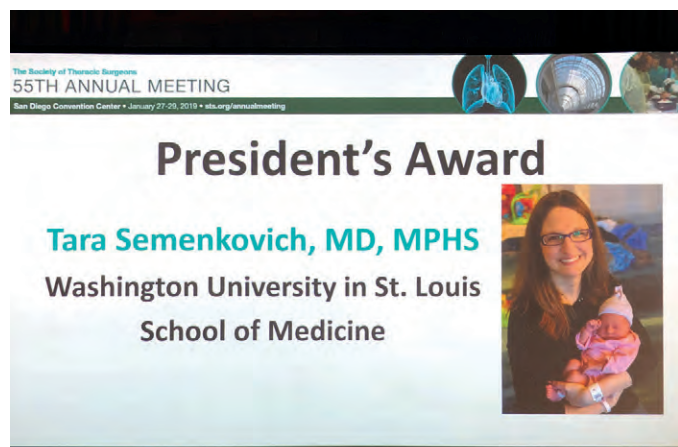 The Society of Thoracic Surgeons
55TH ANNUAL MEETING
San Diego Convention Center • January 27-29, 2019 • sts.org/annualmeeting
President's Award
Tara Semenkovich, MD, MPHS
Washington University in St. Louis
School of Medicine